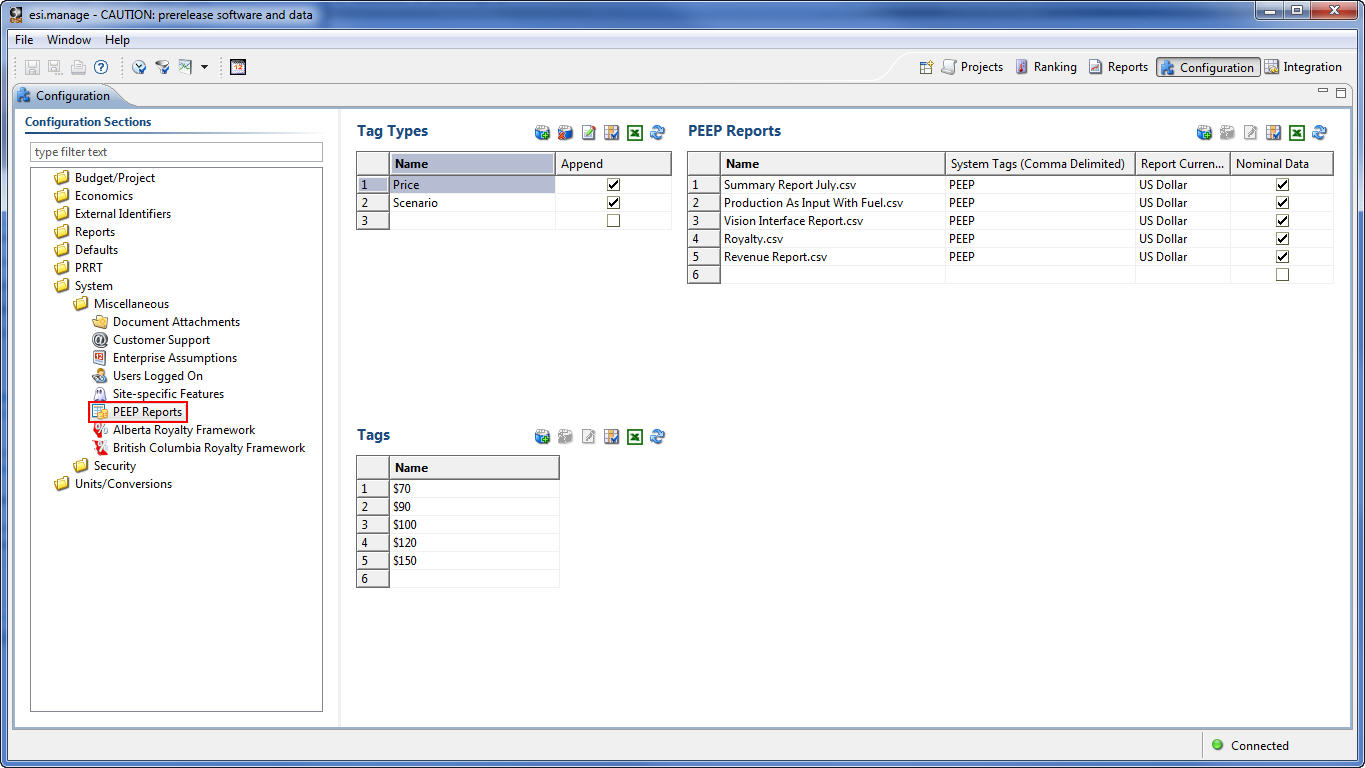 esi.manage - CAUTION: prerelease software and data
File Window Help
Projects Ranking Reports Configuration Integration
Configuration
Configuration Sections
type filter text
Budget/Project
Economics
External Identifiers
Reports
Defaults
PRRT
System
Miscellaneous
Document Attachments
Customer Support
Enterprise Assumptions
Users Logged On
Site-specific Features
PEEP Reports
Alberta Royalty Framework
British Columbia Royalty Framework
Security
Units/Conversions
Tag Types
Name Append
1 Price
2 Scenario
3
PEEP Reports
Name System Tags (Comma Delimited) Report Curren... Nominal Data
1 Summary Report July.csv PEEP US Dollar
2 Production As Input With Fuel.csv PEEP US Dollar
3 Vision Interface Report.csv PEEP US Dollar
4 Royalty.csv PEEP US Dollar
5 Revenue Report.csv PEEP US Dollar
6
Tags
Name
1 $70
2 $90
3 $100
4 $120
5 $150
6
Connected